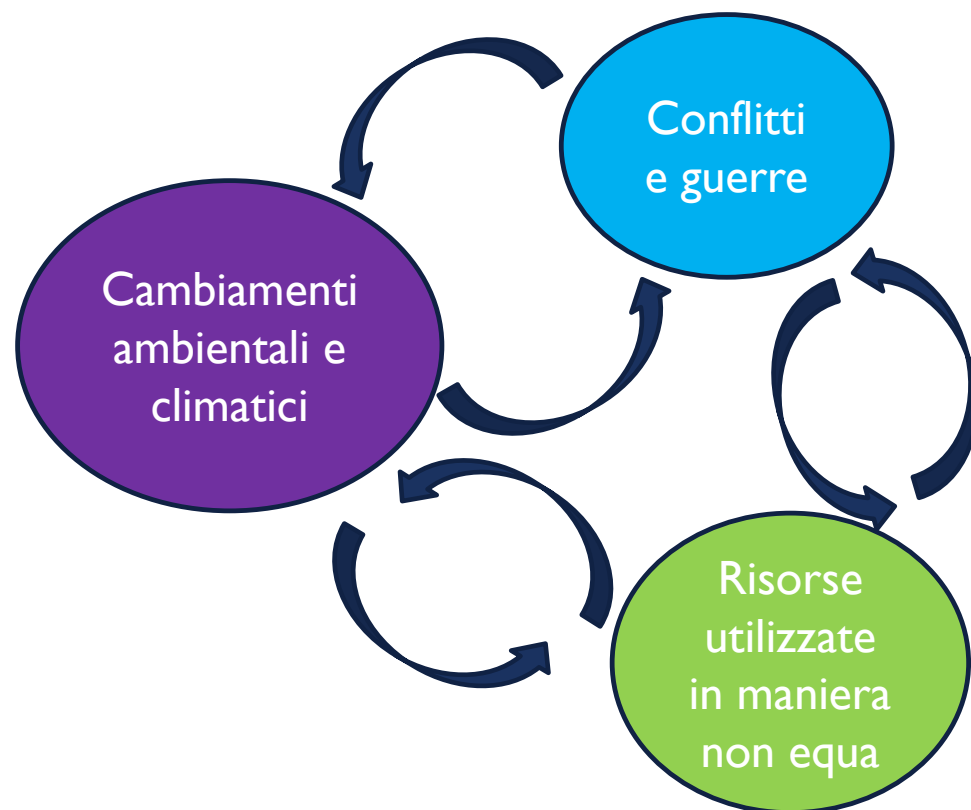 Conflitti
e guerre
Cambiamenti
ambientali e
climatici
Risorse
utilizzate
in maniera
non equa